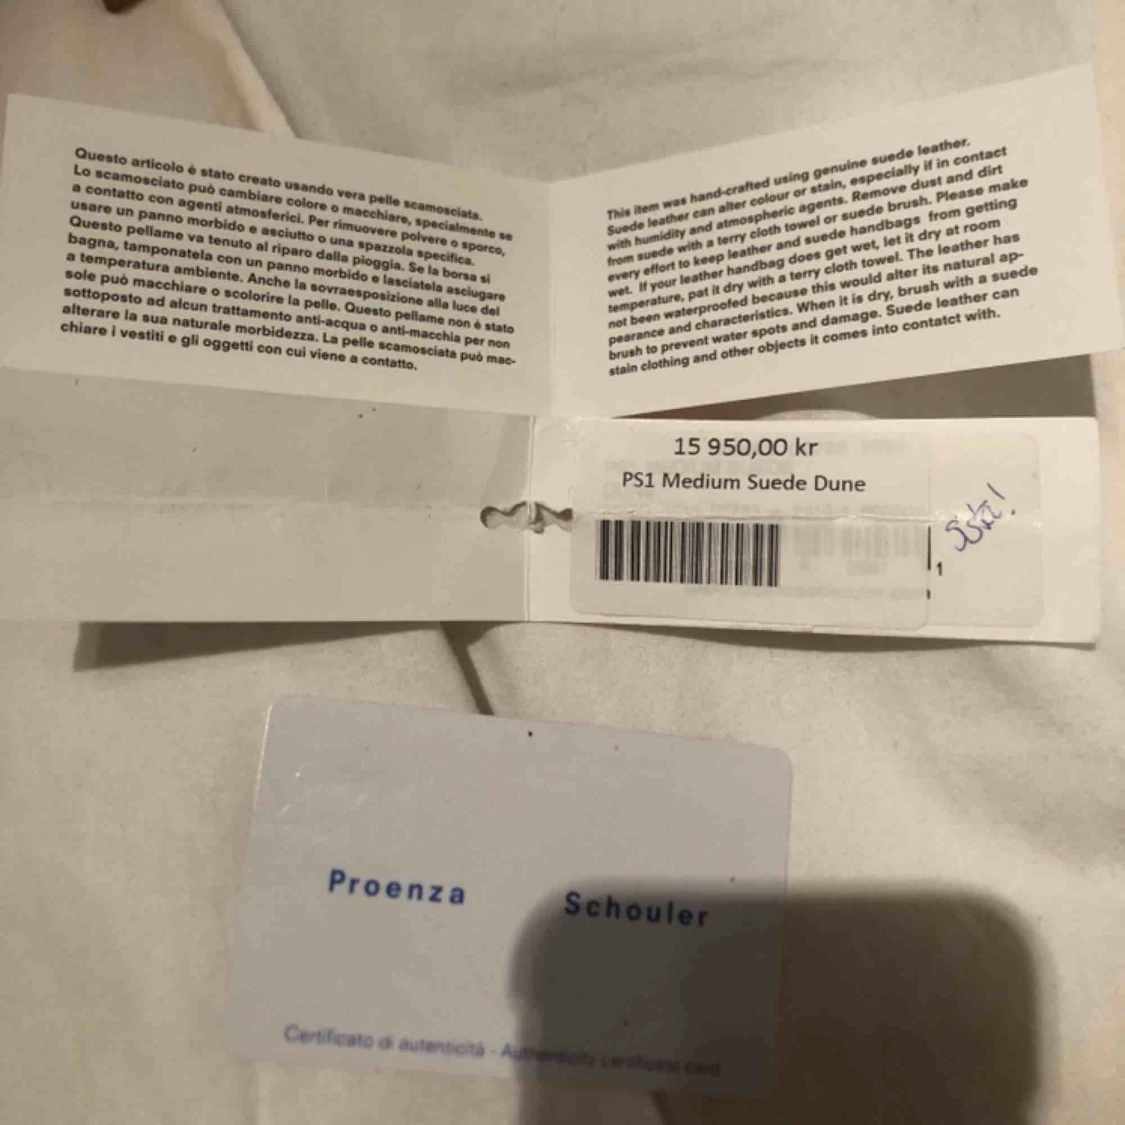 Questo articolo è stato creato usando vera pelle scamosciata.
Lo scamosciato può cambiare colore o macchiare, specialmente se
a contatto con agenti atmosferici. Per rimuovere polvere o sporco,
usare un panno morbido e asciutto o una spazzola specifica.
Questo pellame va tenuto al riparo dalla pioggia. Se la borsa si
bagna, tamponatela con un panno morbido e lasciatela asciugare
a temperatura ambiente. Anche la sovraesposizione alla luce del
sole può macchiare o scolorire la pelle. Questo pellame non è stato
sottoposto ad alcun trattamento anti-acqua o anti-macchia per non
alterare la sua naturale morbidezza. La pelle scamosciata può mac-
chiare i vestiti e gli oggetti con cui viene a contatto.
This item was hand-crafted using genuine suede leather.
Suede leather can alter colour or stain, especially if in contact
with humidity and atmospheric agents. Remove dust and dirt
from suede with a terry cloth towel or suede brush. Please make
every effort to keep leather and suede handbags from getting
wet. If your leather handbag does get wet, let it dry at room
temperature, pat it dry with a terry cloth towel. The leather has
not been waterproofed because this would alter its natural ap-
pearance and characteristics. When it is dry, brush with a suede
brush to prevent water spots and damage. Suede leather can
stain clothing and other objects it comes into contatct with.
15 950,00 kr
PS1 Medium Suede Dune
1
Proenza Schouler
Certificato di autenticità - Authenticity certificate card